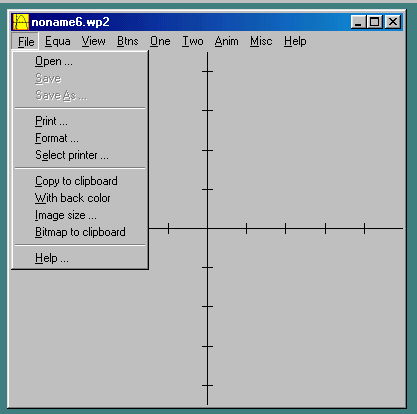 noname6.wp2
File Equa View Btns One Two Anim Misc Help
Open ...
Save
Save As ...
Print ...
Format ...
Select printer ...
Copy to clipboard
With back color
Image size ...
Bitmap to clipboard
Help ...